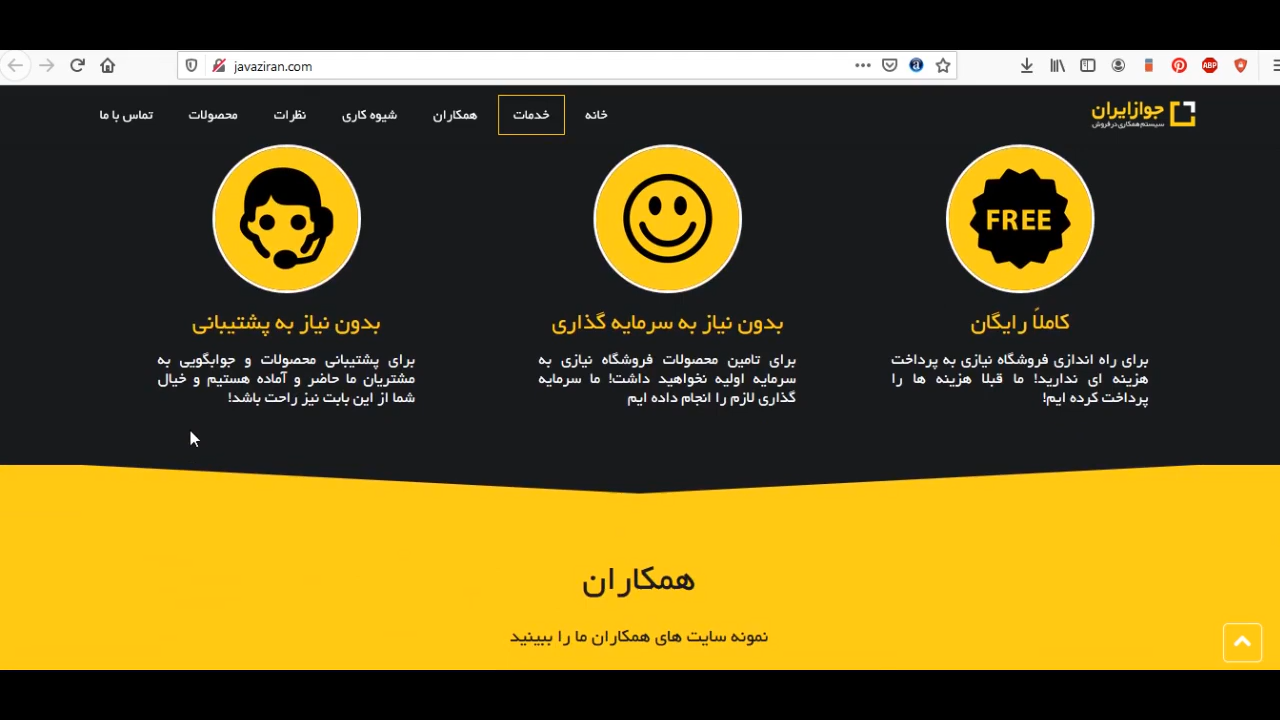 javaziran.com
ABP
جوازایران
سیستم همکاری در فروش
خانه
خدمات
همکاران
شیوه کاری
نظرات
محصولات
تماس با ما
FREE
کاملاً رایگان
برای راه اندازی فروشگاه نیازی به پرداخت
هزینه ای ندارید! ما قبلا هزینه ها را
پرداخت کرده ایم!
بدون نیاز به سرمایه گذاری
برای تامین محصولات فروشگاه نیازی به
سرمایه اولیه نخواهید داشت! ما سرمایه
گذاری لازم را انجام داده ایم
بدون نیاز به پشتیبانی
برای پشتیبانی محصولات و جوابگویی به
مشتریان ما حاضر و آماده هستیم و خیال
شما از این بابت نیز راحت باشد!
همکاران
نمونه سایت های همکاران ما را ببینید